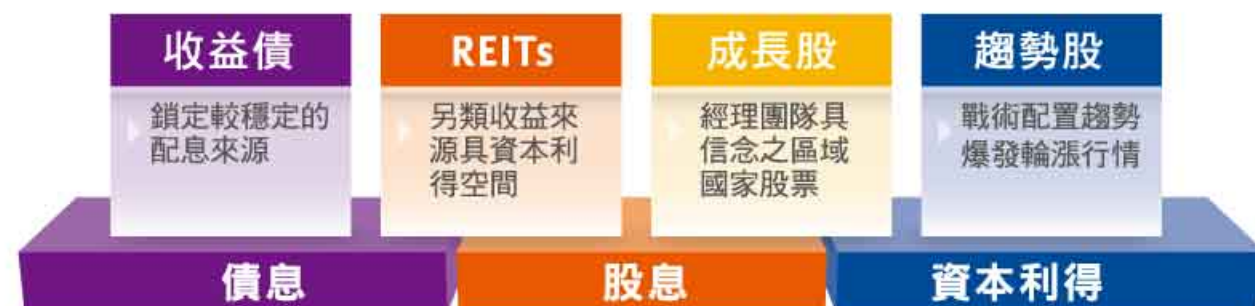 收益債
鎖定較穩定的
配息來源
REITs
另類收益來
源具資本利
得空間
成長股
經理團隊具
信念之區域
國家股票
趨勢股
戰術配置趨勢
爆發輪漲行情
債息
股息
資本利得